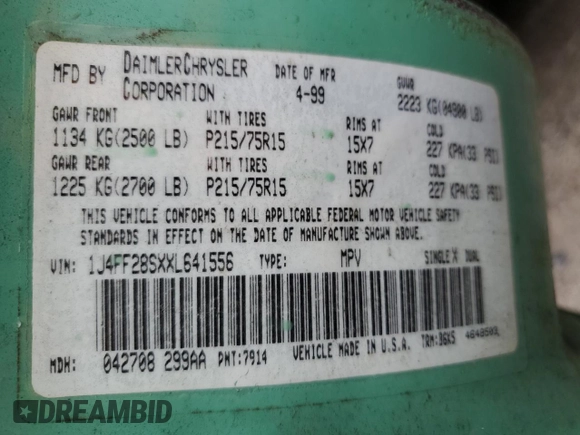 MFD BY DAIMLERCHRYSLER CORPORATION DATE OF MFR 4-99 GVWR 2223 KG(04900 LB)
GAWR FRONT WITH TIRES RIMS AT COLD
1134 KG(2500 LB) P215/75R15 15X7 227 KPA(33 PSI)
GAWR REAR WITH TIRES RIMS AT COLD
1225 KG(2700 LB) P215/75R15 15X7 227 KPA(33 PSI)
THIS VEHICLE CONFORMS TO ALL APPLICABLE FEDERAL MOTOR VEHICLE SAFETY
STANDARDS IN EFFECT ON THE DATE OF MANUFACTURE SHOWN ABOVE.
VIN: 1J4FF28SXXL641556 TYPE: MPV SINGLE X DUAL
MDH: 042708 299AA PNT:7914 VEHICLE MADE IN U.S.A. TRM:36X5
DREAMBID